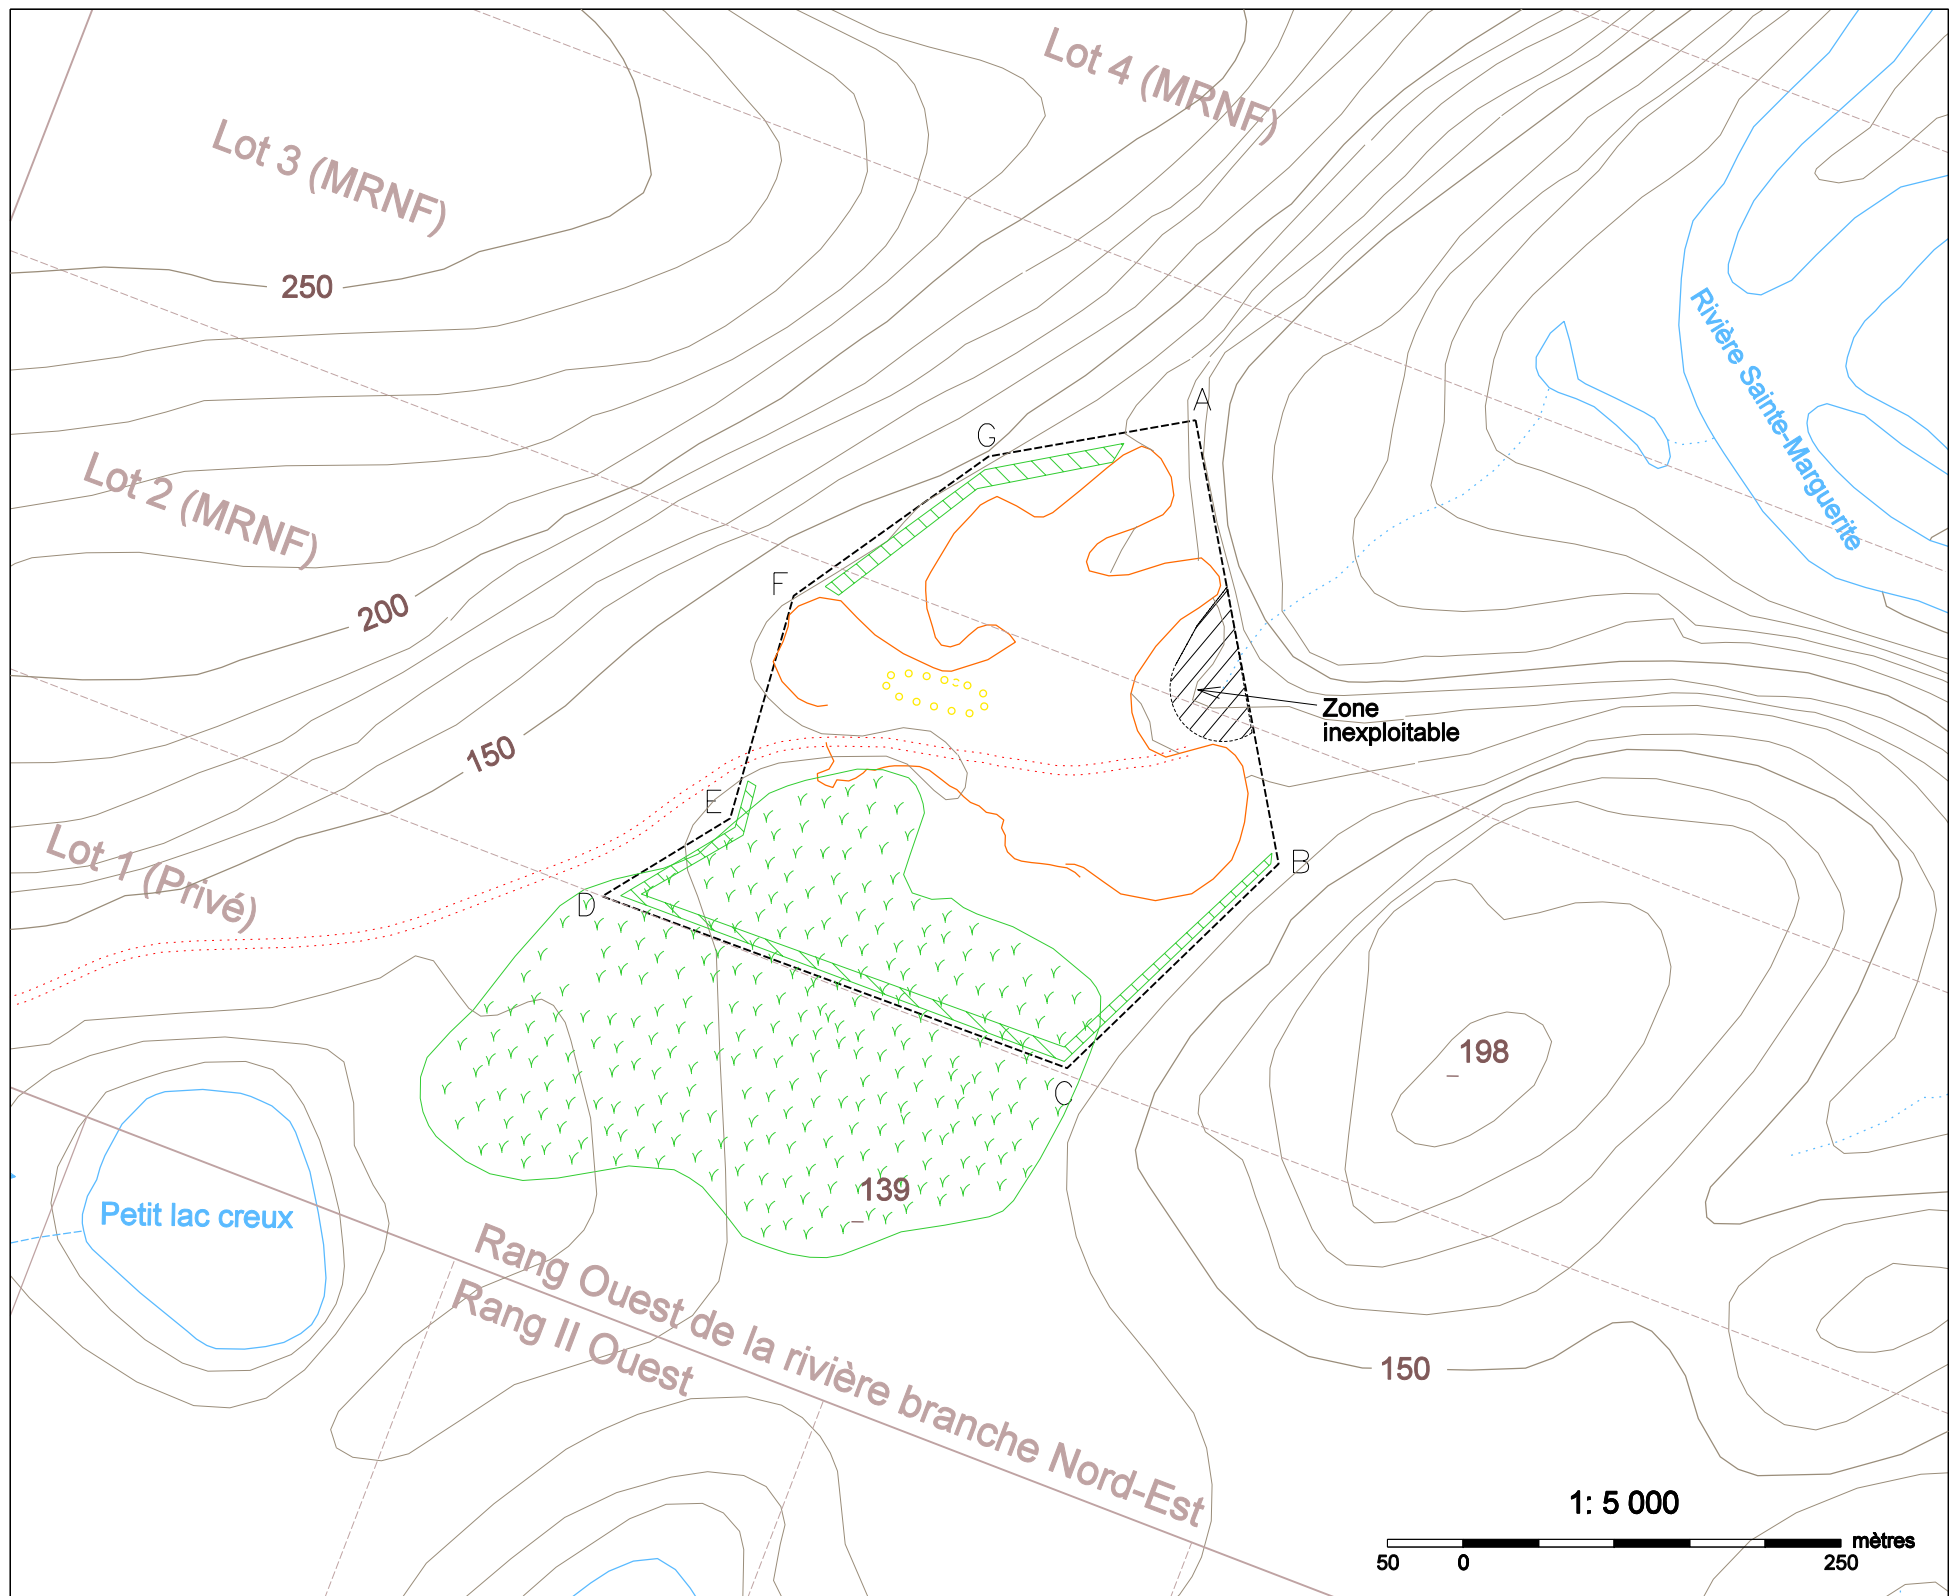 Lot 4 (MRNF)
Lot 3 (MRNF)
250
Rivière Sainte-Marguerite
A
G
Lot 2 (MRNF)
F
200
Zone
inexploitable
150
E
Lot 1 (Privé)
B
D
198
C
139
Petit lac creux
Rang Ouest de la rivière branche Nord-Est
Rang II Ouest
150
1: 5 000
mètres
50 0 250